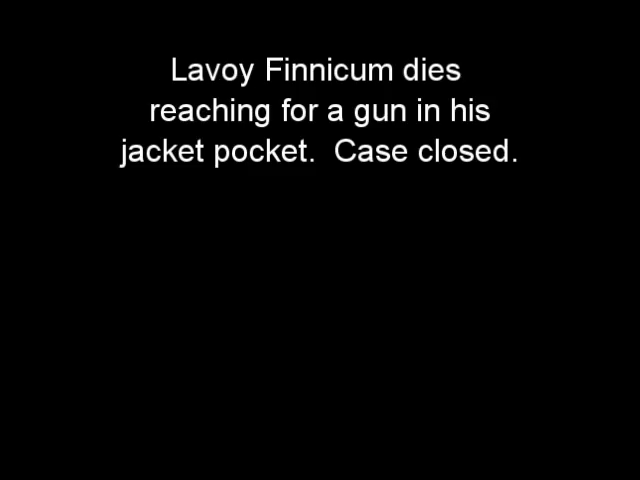 Lavoy Finnicum dies
reaching for a gun in his
jacket pocket.  Case closed.